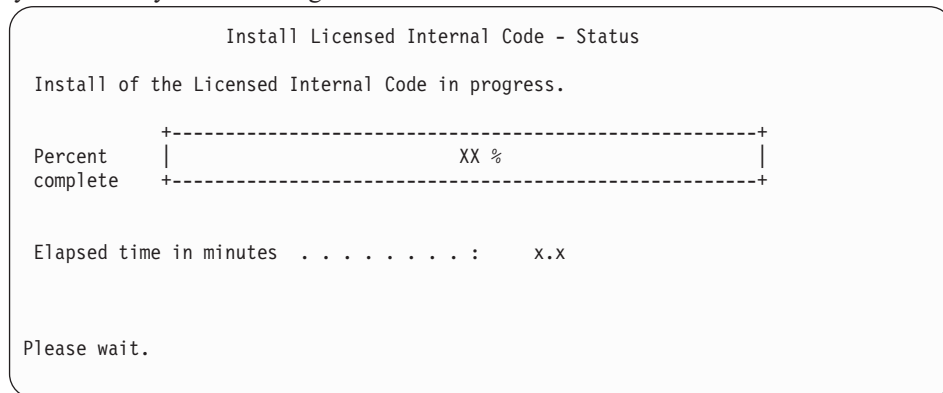 Install Licensed Internal Code - Status
Install of the Licensed Internal Code in progress.
+-------------------------------------------------------+
Percent | XX % |
complete +-------------------------------------------------------+
Elapsed time in minutes . . . . . . . . : x.x
Please wait.